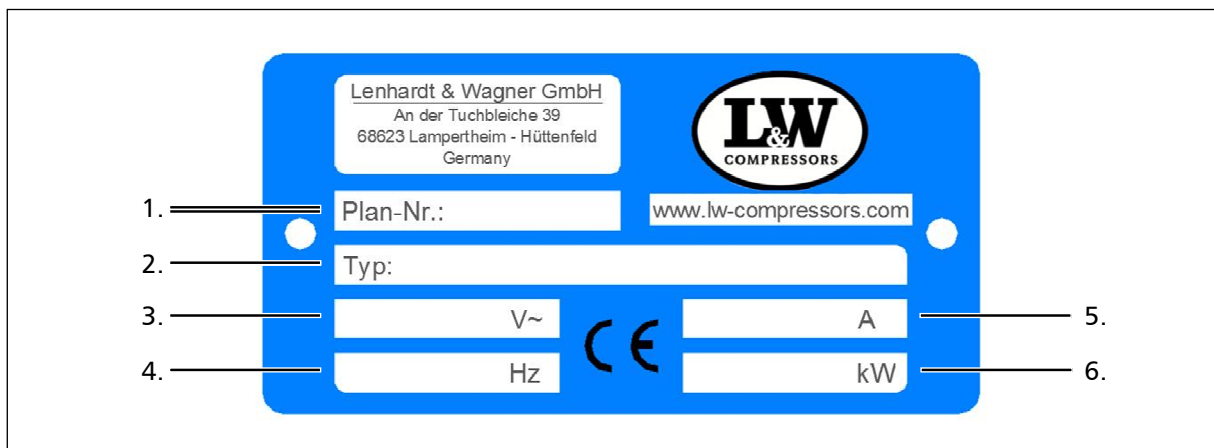 Lenhardt & Wagner GmbH
An der Tuchbleiche 39
68623 Lampertheim - Hüttenfeld
Germany
L&W
COMPRESSORS
1.
Plan-Nr.:
www.lw-compressors.com
2.
Typ:
3.
V~
CE
A
5.
4.
Hz
kW
6.